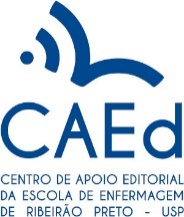 CAEd
CENTRO DE APOIO EDITORIAL
DA ESCOLA DE ENFERMAGEM
DE RIBEIRÃO PRETO - USP